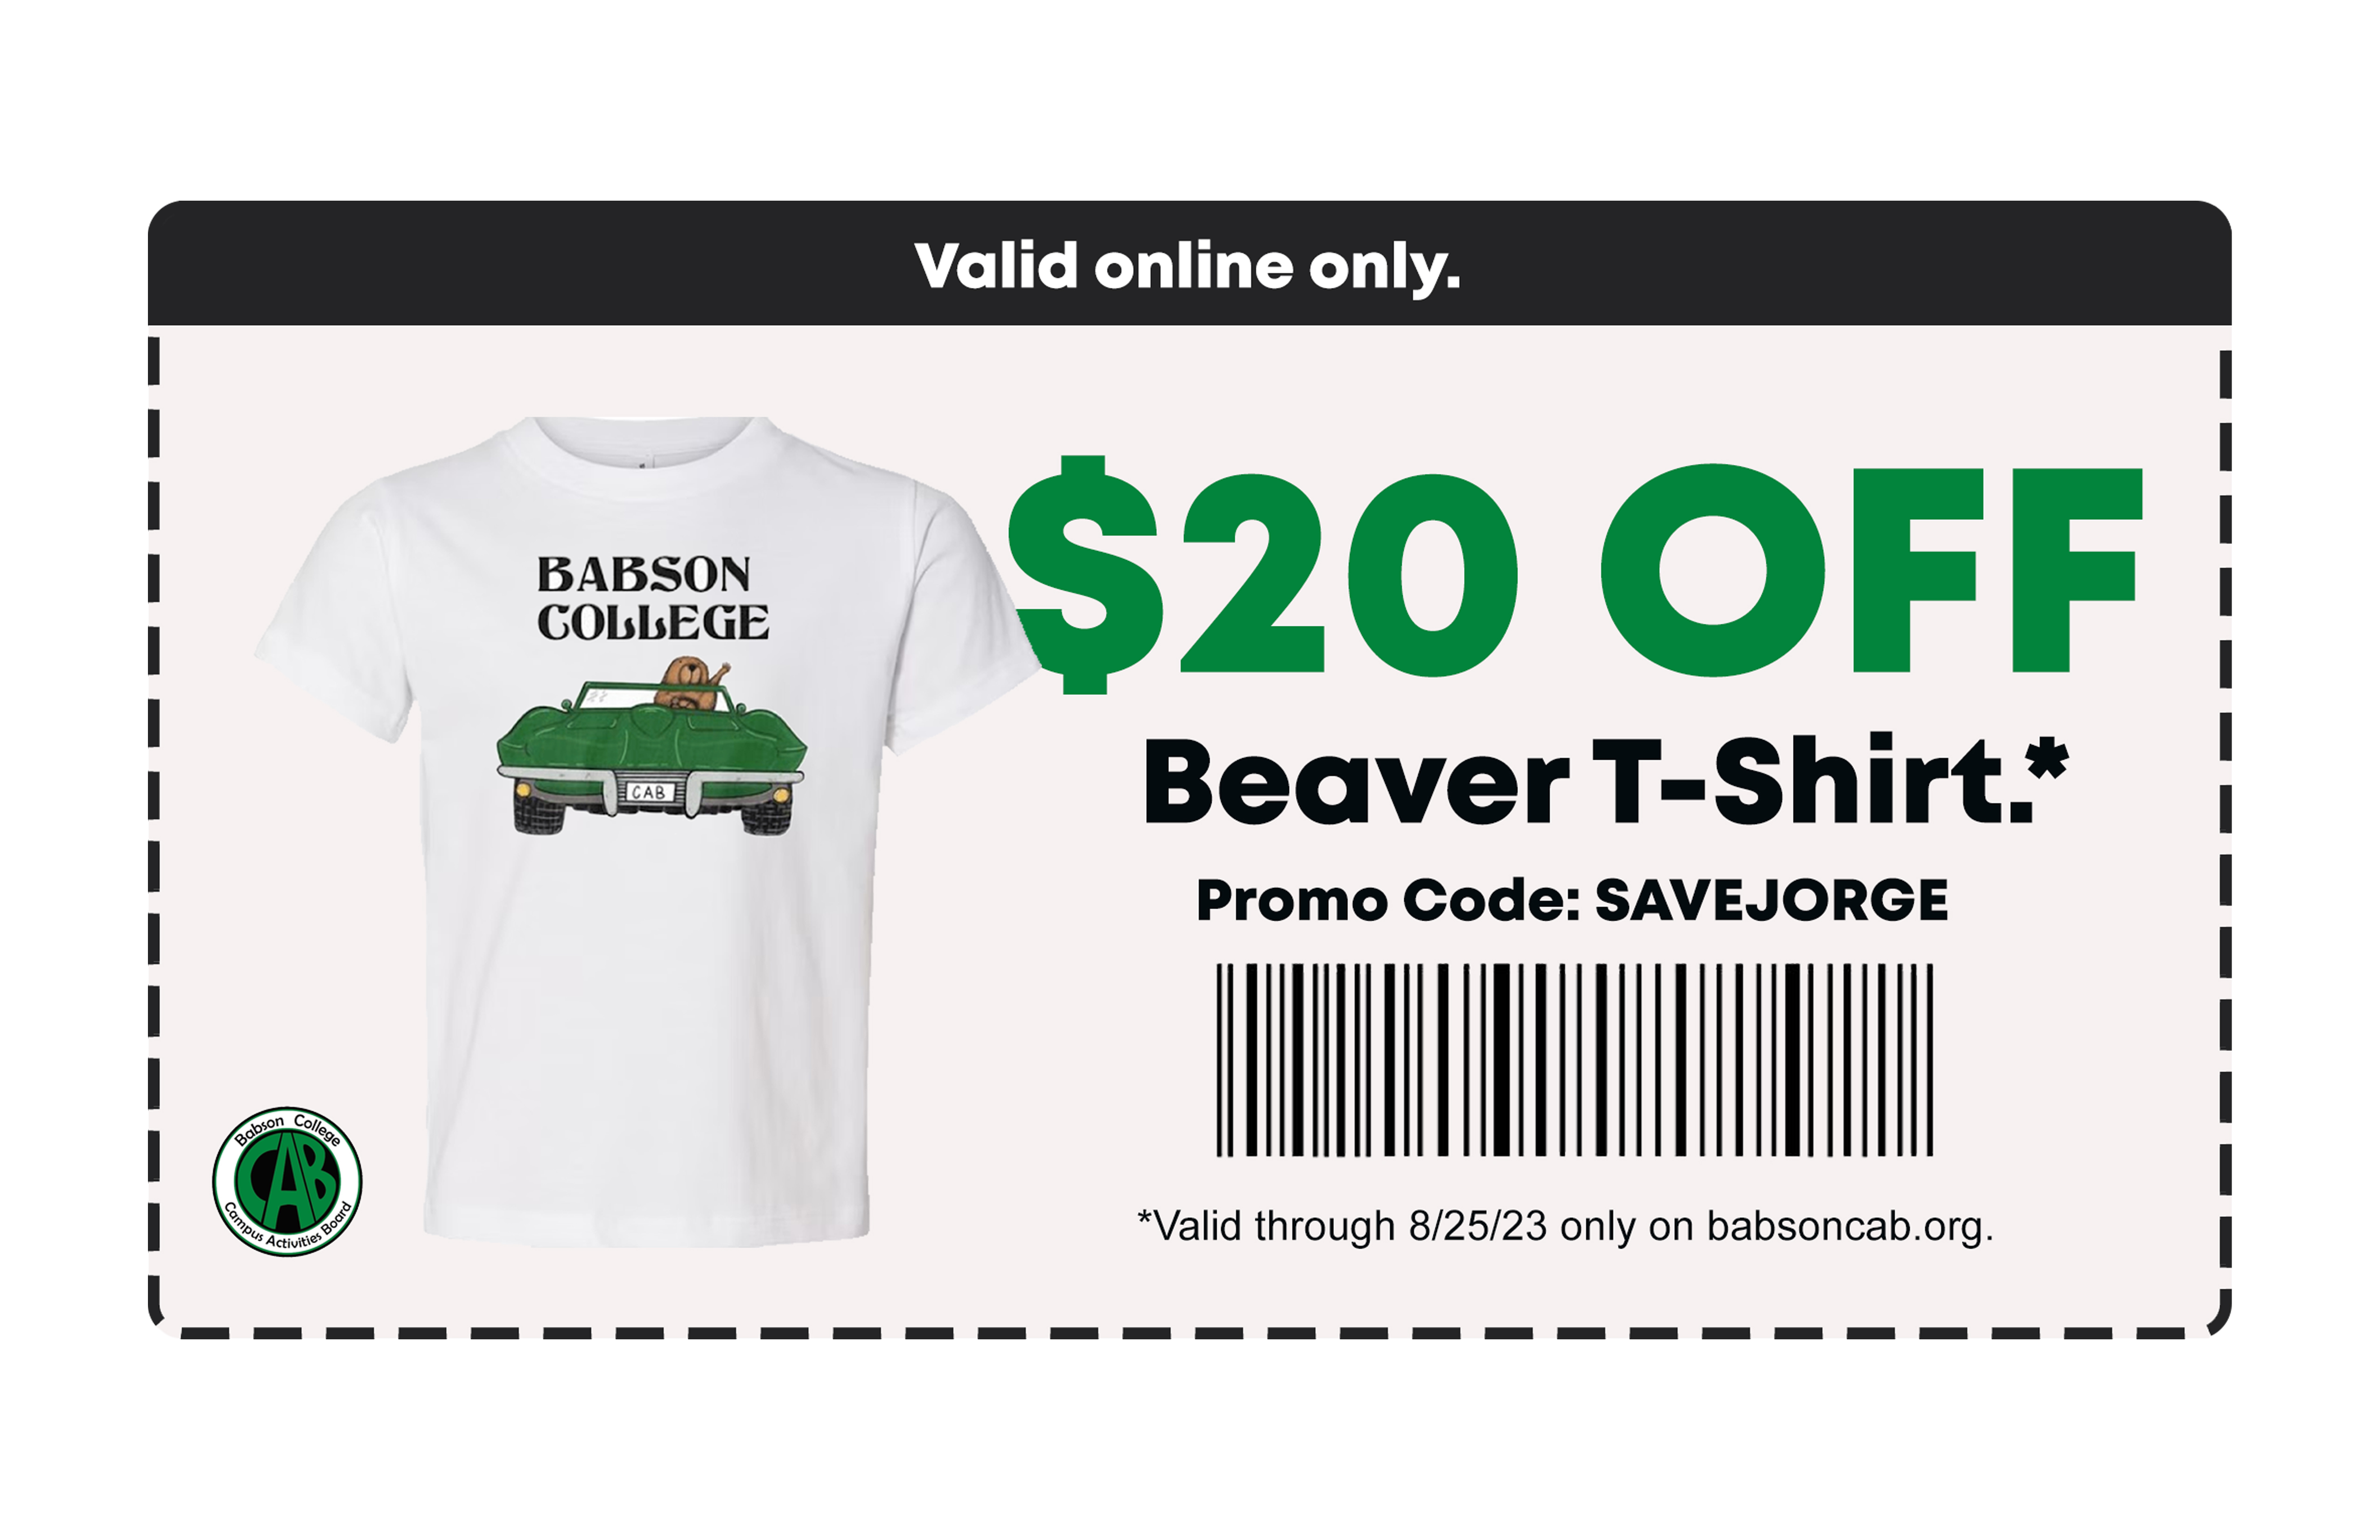 Valid online only.
BABSON
COLLEGE
CAB
$20 OFF
Beaver T-Shirt.*
Promo Code: SAVEJORGE
Babson College
CAB
Campus Activities Board
*Valid through 8/25/23 only on babsoncab.org.